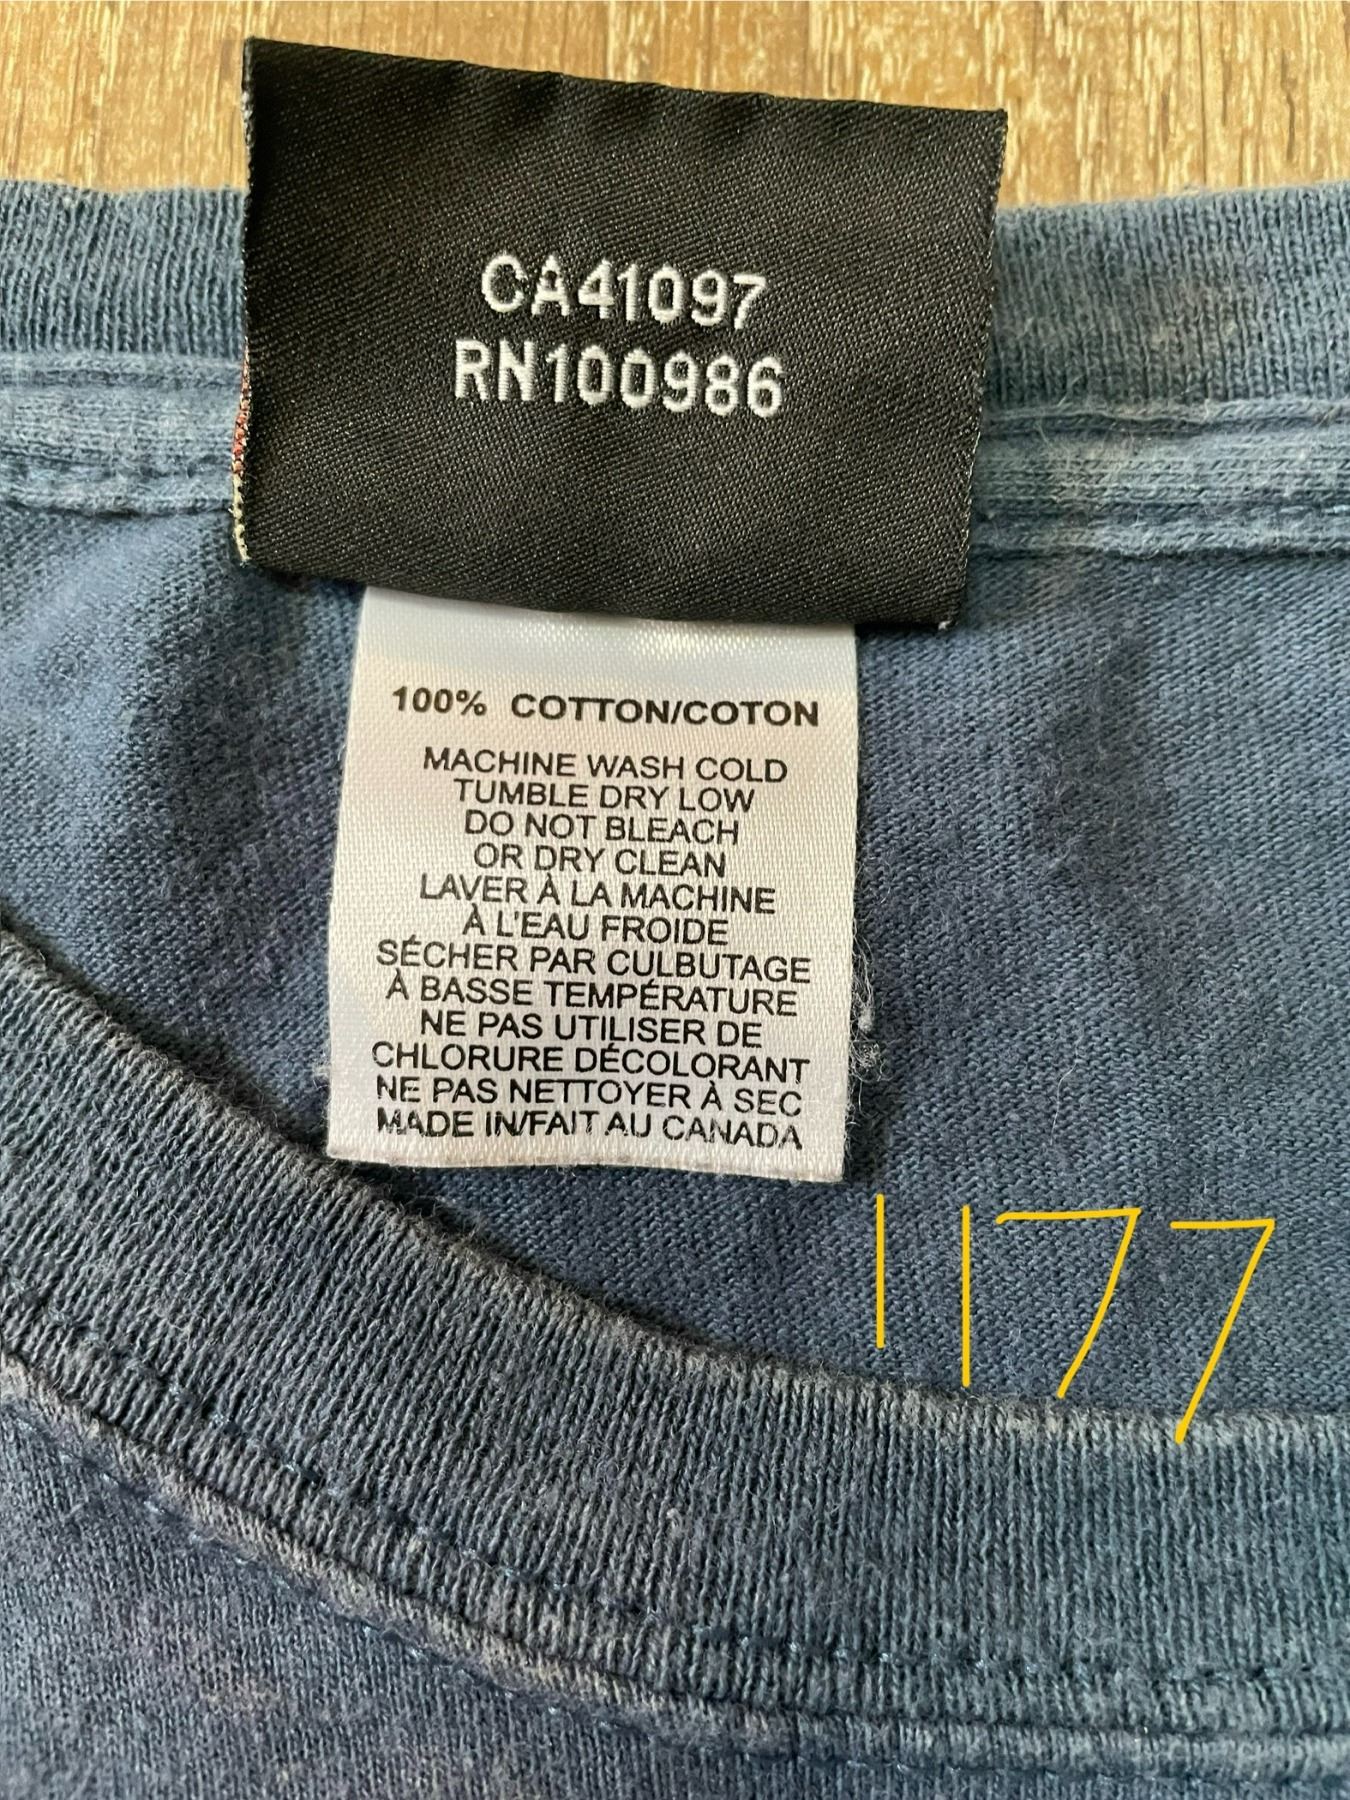 CA41097
RN100986
100% COTTON/COTON
MACHINE WASH COLD
TUMBLE DRY LOW
DO NOT BLEACH
OR DRY CLEAN
LAVER À LA MACHINE
À L'EAU FROIDE
SÉCHER PAR CULBUTAGE
À BASSE TEMPÉRATURE
NE PAS UTILISER DE
CHLORURE DÉCOLORANT
NE PAS NETTOYER À SEC
MADE IN/FAIT AU CANADA
1177